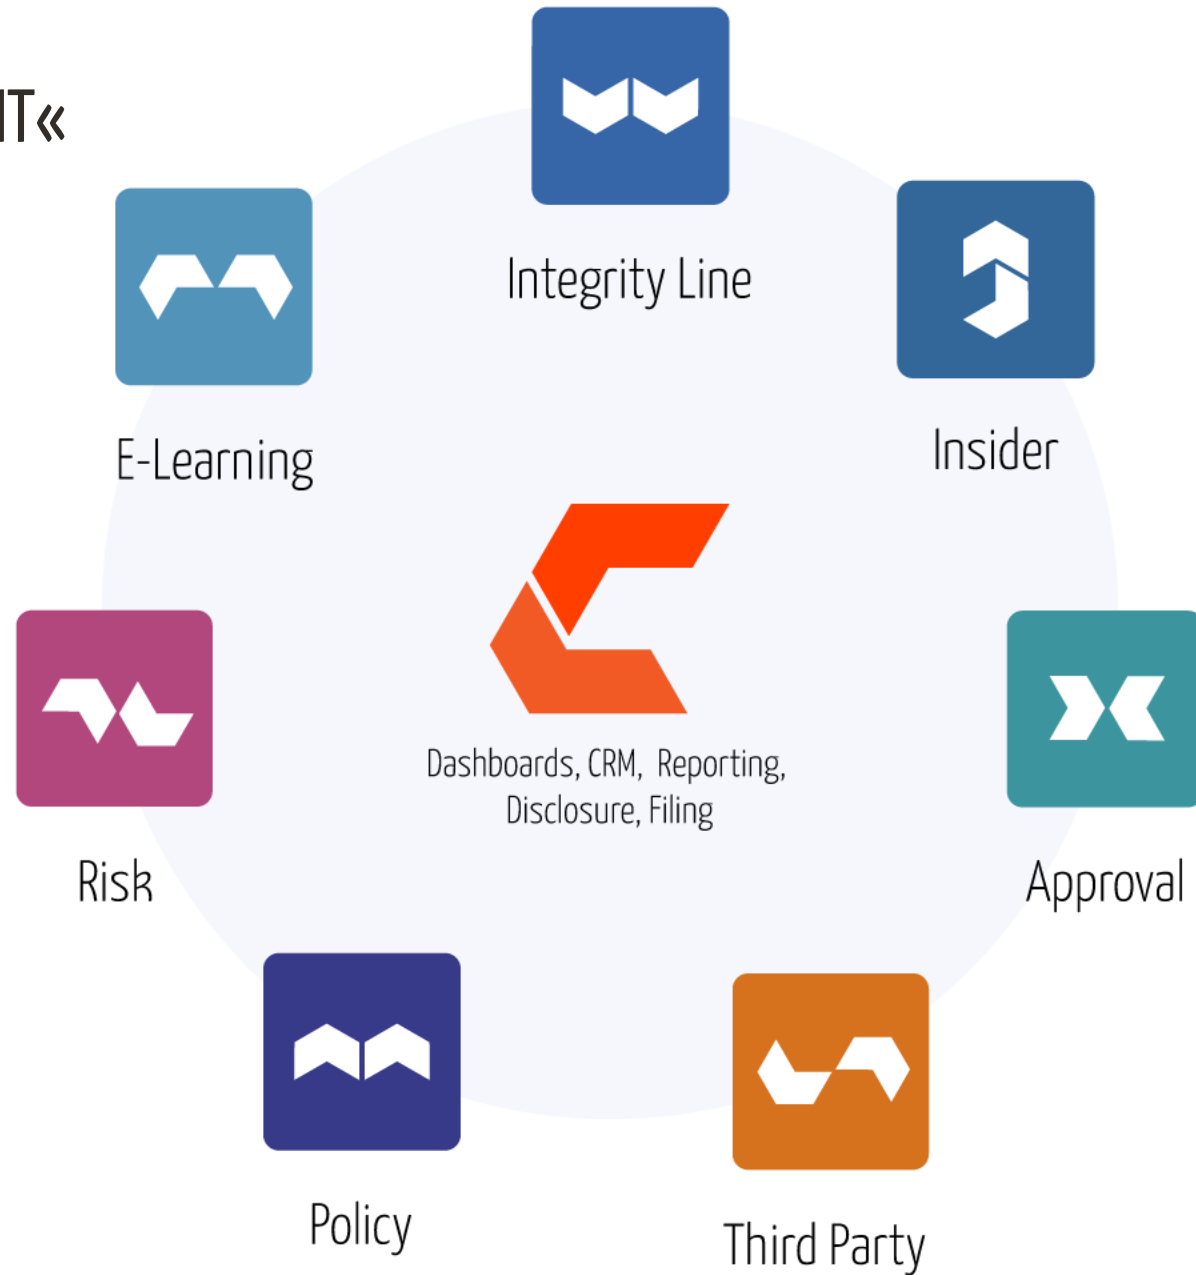 IT«
Integrity Line
E-Learning
Insider
Dashboards, CRM, Reporting,
Disclosure, Filing
Risk
Approval
Policy
Third Party